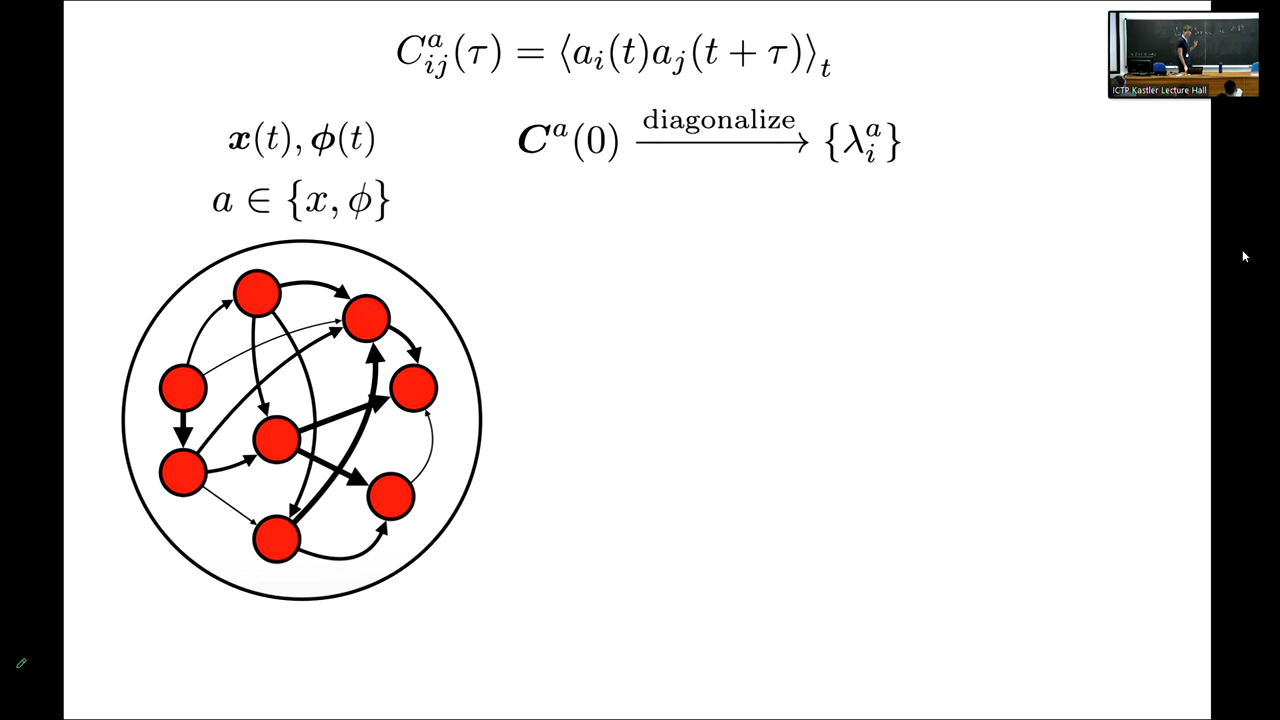 C^a_{ij}(τ) = ⟨a_i(t)a_j(t + τ)⟩_t
x(t), ϕ(t)
a ∈ {x, ϕ}
C^a(0) diagonalize → {λ^a_i}
ICTP Kastler Lecture Hall